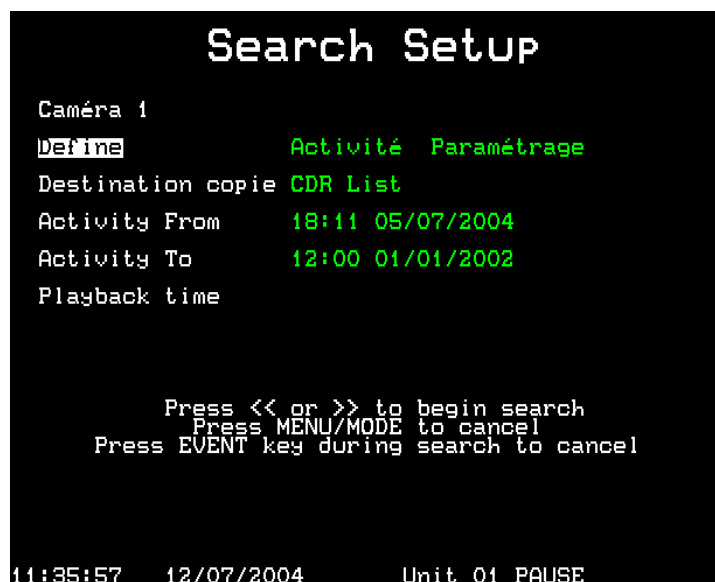 Search Setup
Caméra 1
Define Activité Paramétrage
Destination copie CDR List
Activity From 18:11 05/07/2004
Activity To 12:00 01/01/2002
Playback time
Press << or >> to begin search
Press MENU/MODE to cancel
Press EVENT key during search to cancel
11:35:57 12/07/2004 Unit 01 PAUSE